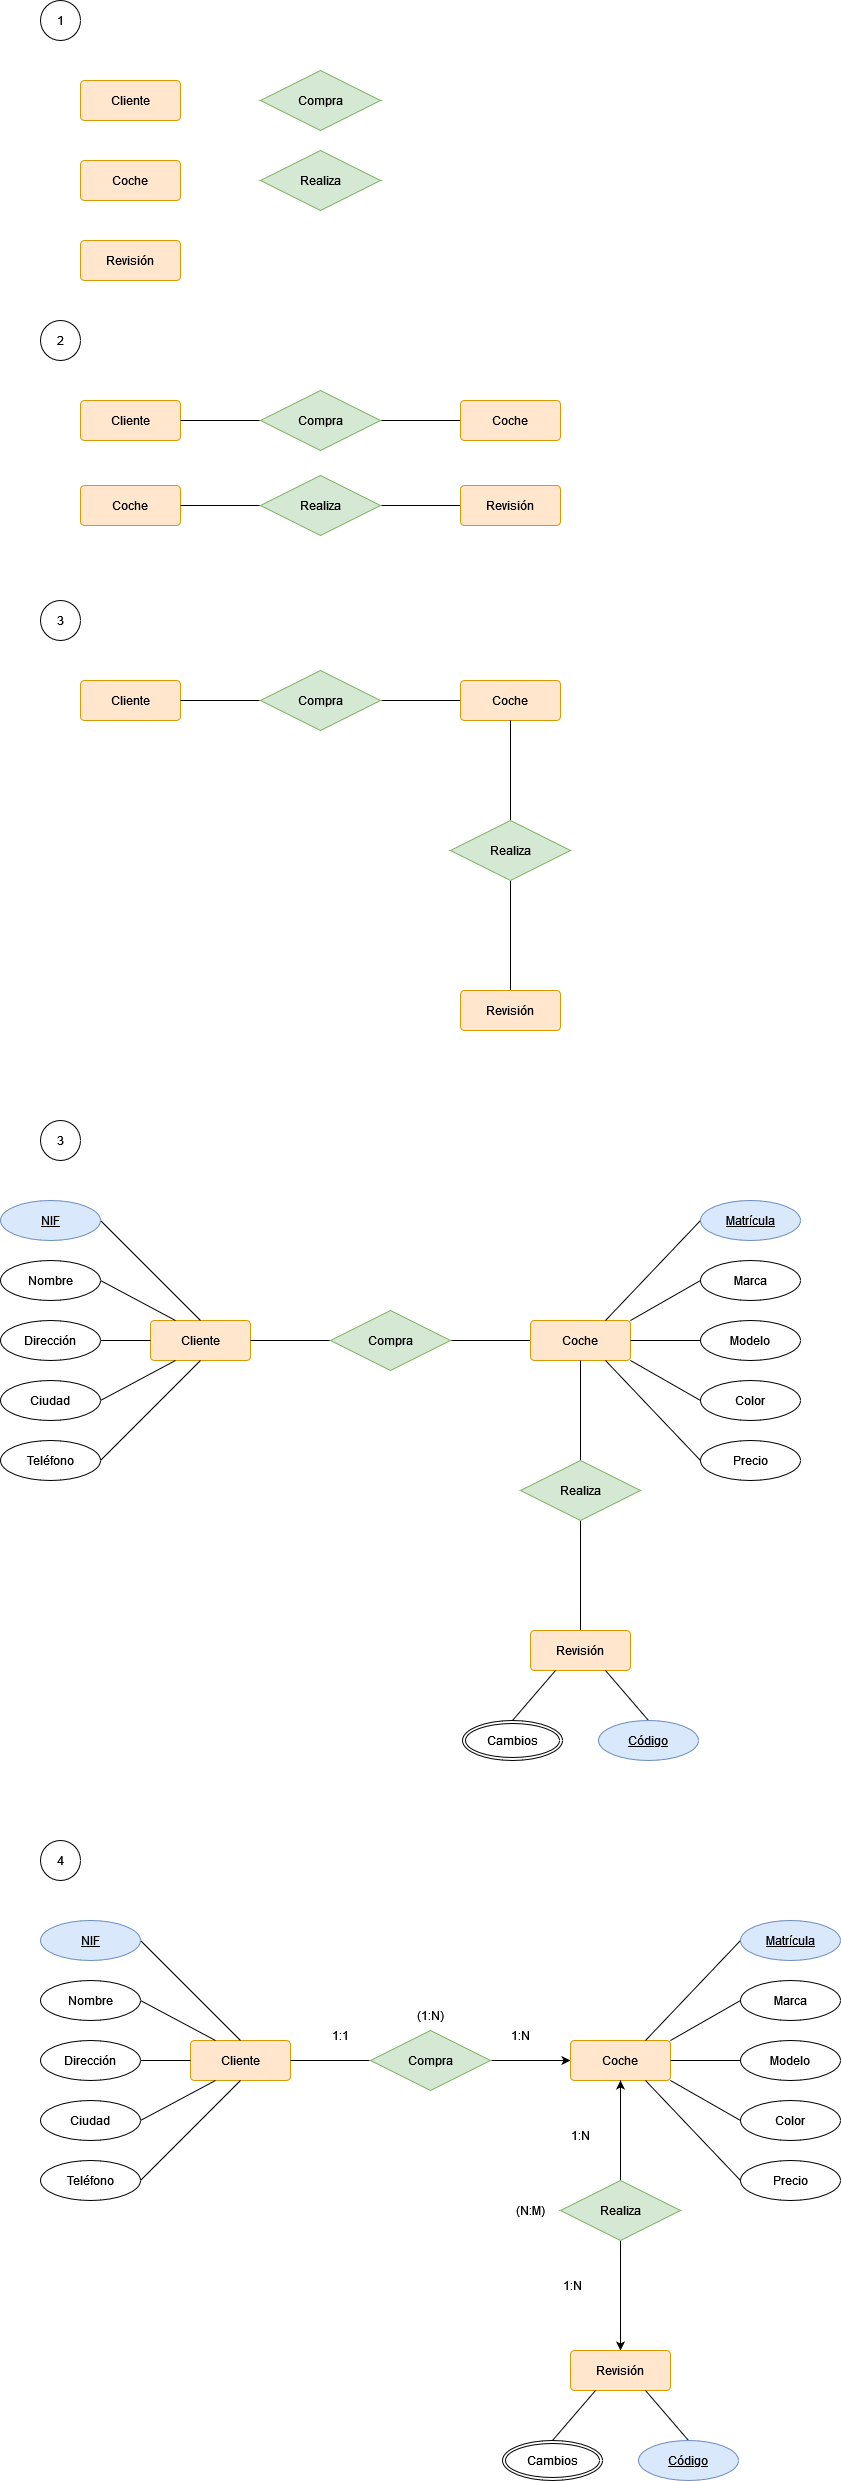 1
Cliente
Compra
Coche
Realiza
Revisión
2
Cliente
Compra
Coche
Coche
Realiza
Revisión
3
Cliente
Compra
Coche
Realiza
Revisión
3
NIF
Matrícula
Nombre
Marca
Dirección
Cliente
Compra
Coche
Modelo
Ciudad
Color
Teléfono
Precio
Realiza
Revisión
Cambios
Código
4
NIF
Matrícula
Nombre
Marca
(1:N)
1:1
1:N
Dirección
Cliente
Compra
Coche
Modelo
Ciudad
Color
1:N
Teléfono
Precio
(N:M)
Realiza
1:N
Revisión
Cambios
Código